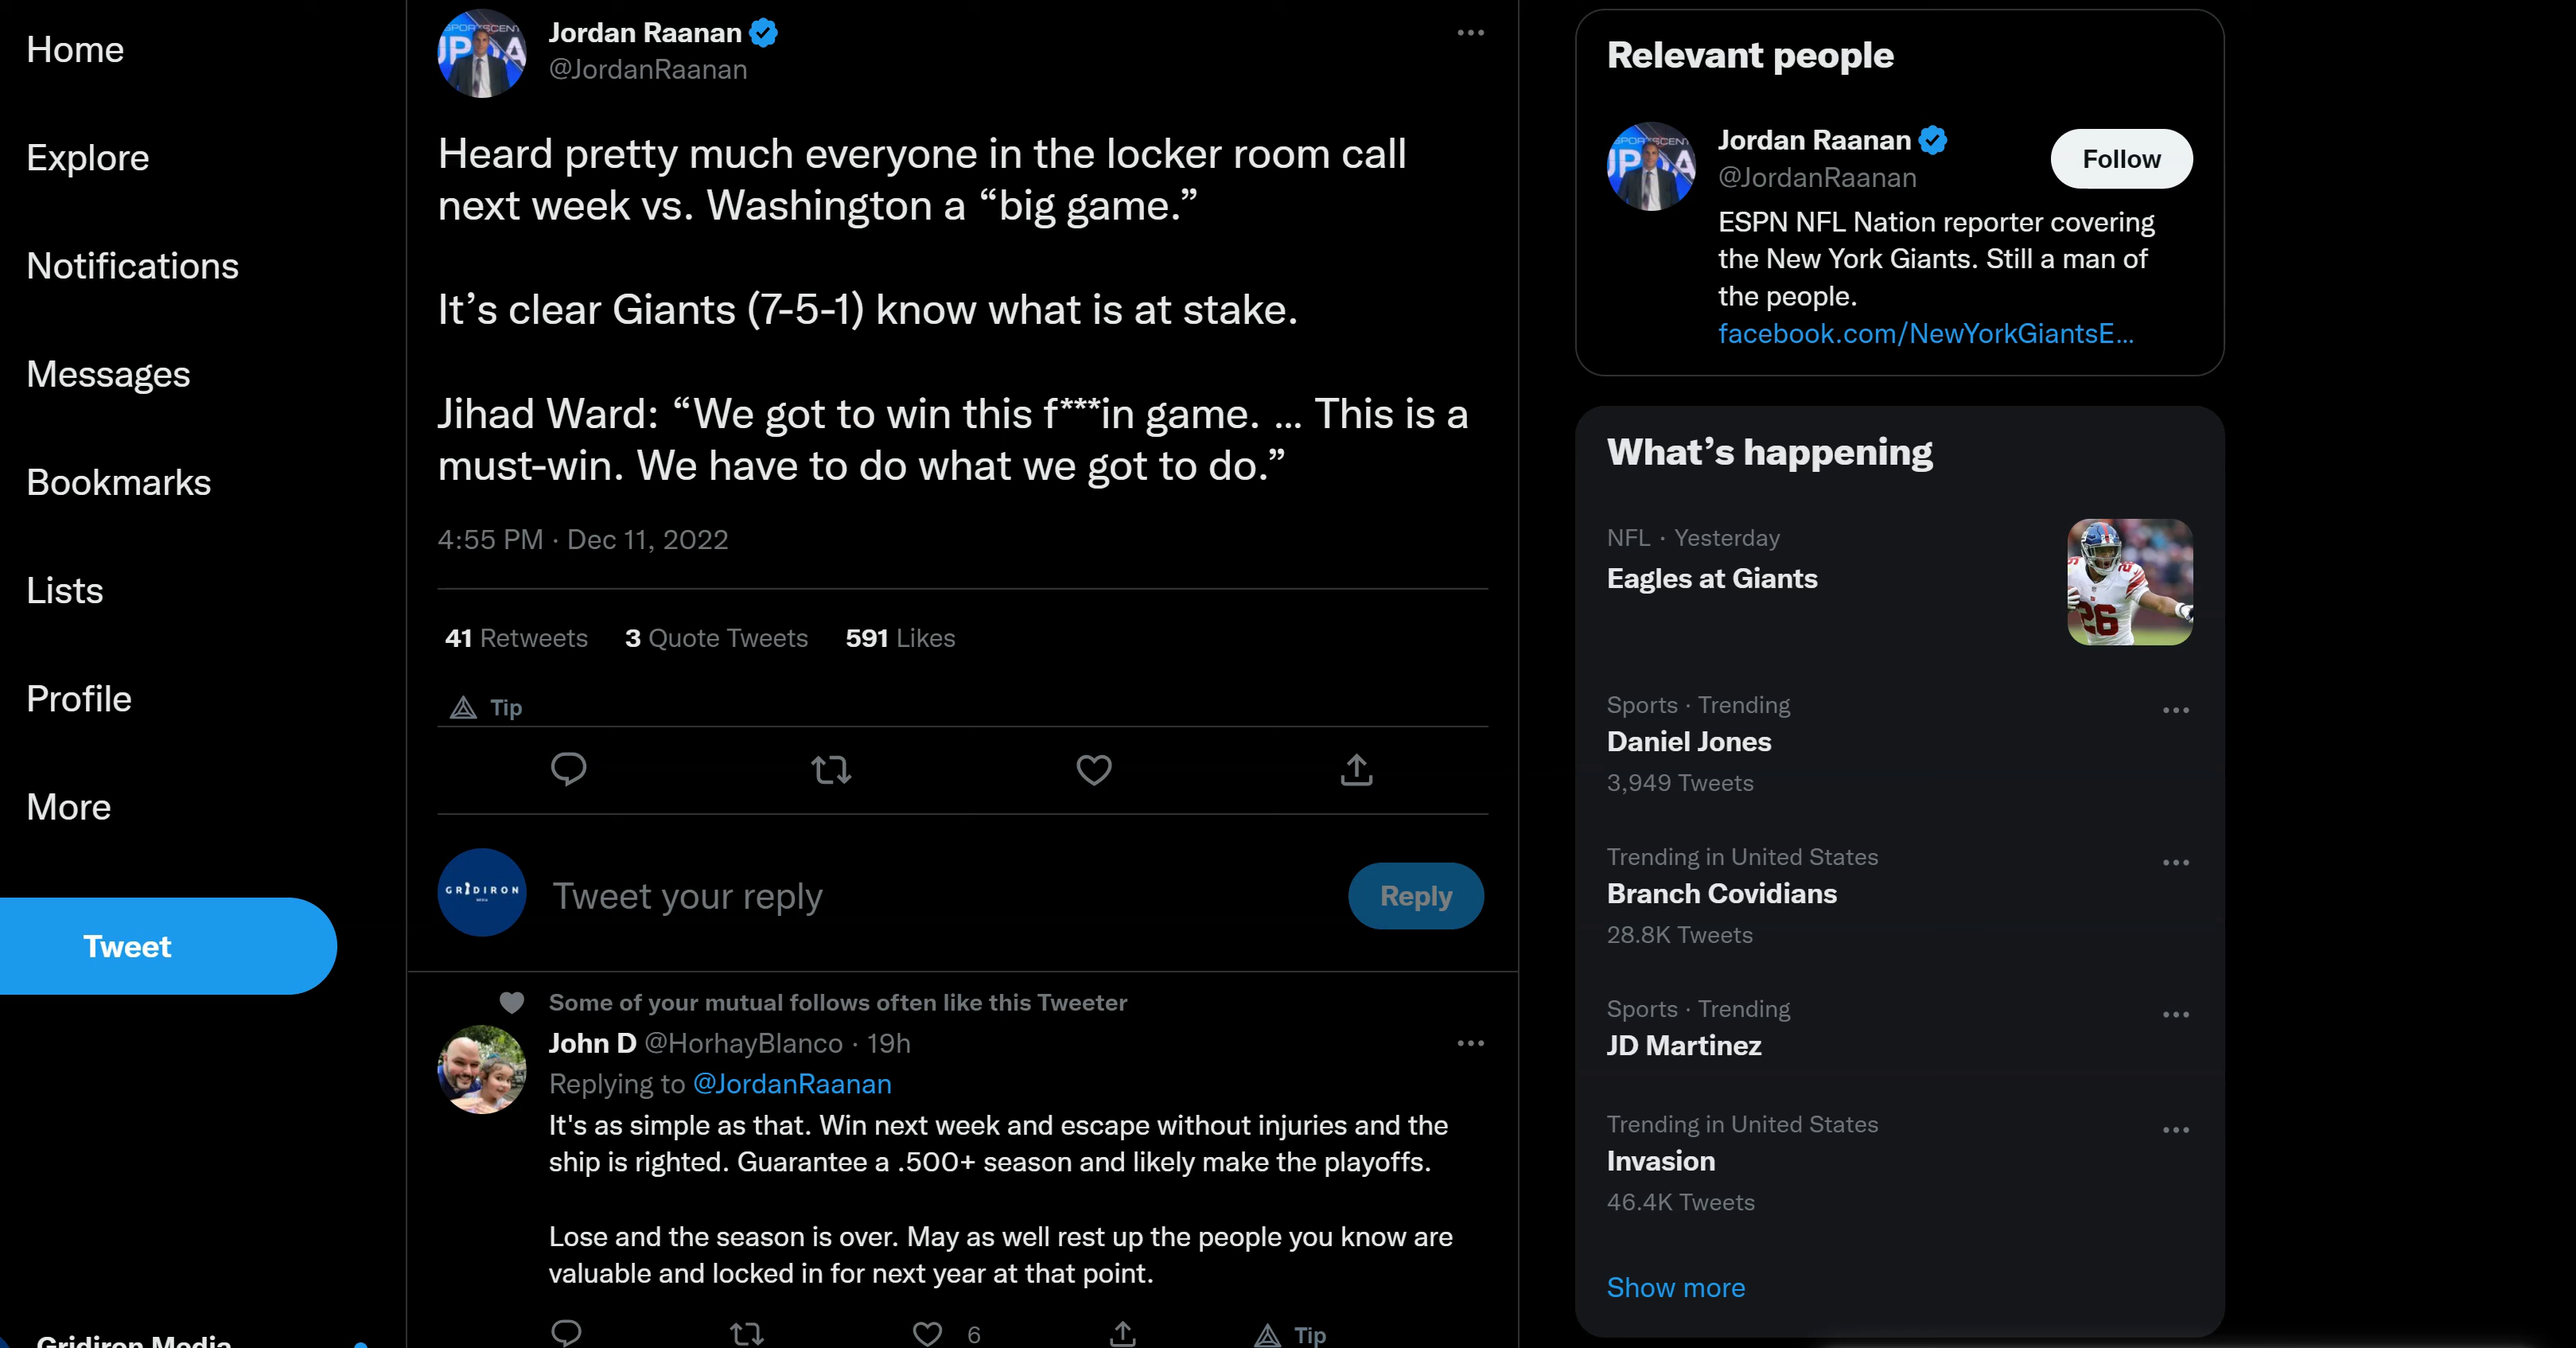 Home
Explore
Notifications
Messages
Bookmarks
Lists
Profile
More
Tweet
Gridiron Media
Jordan Raanan
@JordanRaanan
Heard pretty much everyone in the locker room call
next week vs. Washington a “big game.”
It’s clear Giants (7-5-1) know what is at stake.
Jihad Ward: “We got to win this f***in game. ... This is a
must-win. We have to do what we got to do.”
4:55 PM · Dec 11, 2022
41 Retweets 3 Quote Tweets 591 Likes
Tip
GRIDIRON
Tweet your reply
Reply
Some of your mutual follows often like this Tweeter
John D @HorhayBlanco · 19h
Replying to @JordanRaanan
It's as simple as that. Win next week and escape without injuries and the
ship is righted. Guarantee a .500+ season and likely make the playoffs.
Lose and the season is over. May as well rest up the people you know are
valuable and locked in for next year at that point.
6 Tip
Relevant people
Jordan Raanan
@JordanRaanan
Follow
ESPN NFL Nation reporter covering
the New York Giants. Still a man of
the people.
facebook.com/NewYorkGiantsE...
What’s happening
NFL · Yesterday
Eagles at Giants
26
Sports · Trending
Daniel Jones
3,949 Tweets
Trending in United States
Branch Covidians
28.8K Tweets
Sports · Trending
JD Martinez
Trending in United States
Invasion
46.4K Tweets
Show more